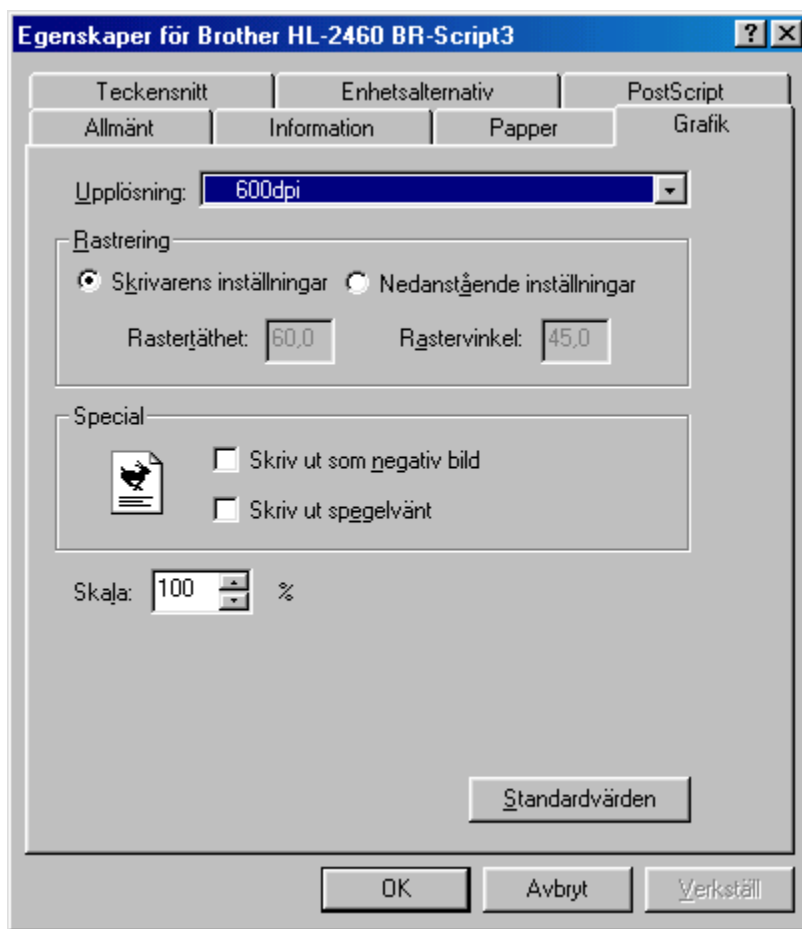 Egenskaper för Brother HL-2460 BR-Script3
Teckensnitt Enhetsalternativ PostScript
Allmänt Information Papper Grafik
Upplösning: 600dpi
Rastrering
Skrivarens inställningar Nedanstående inställningar
Rastertäthet: 60,0 Rastervinkel: 45,0
Special
Skriv ut som negativ bild
Skriv ut spegelvänt
Skala: 100 %
Standardvärden
OK Avbryt Verkställ